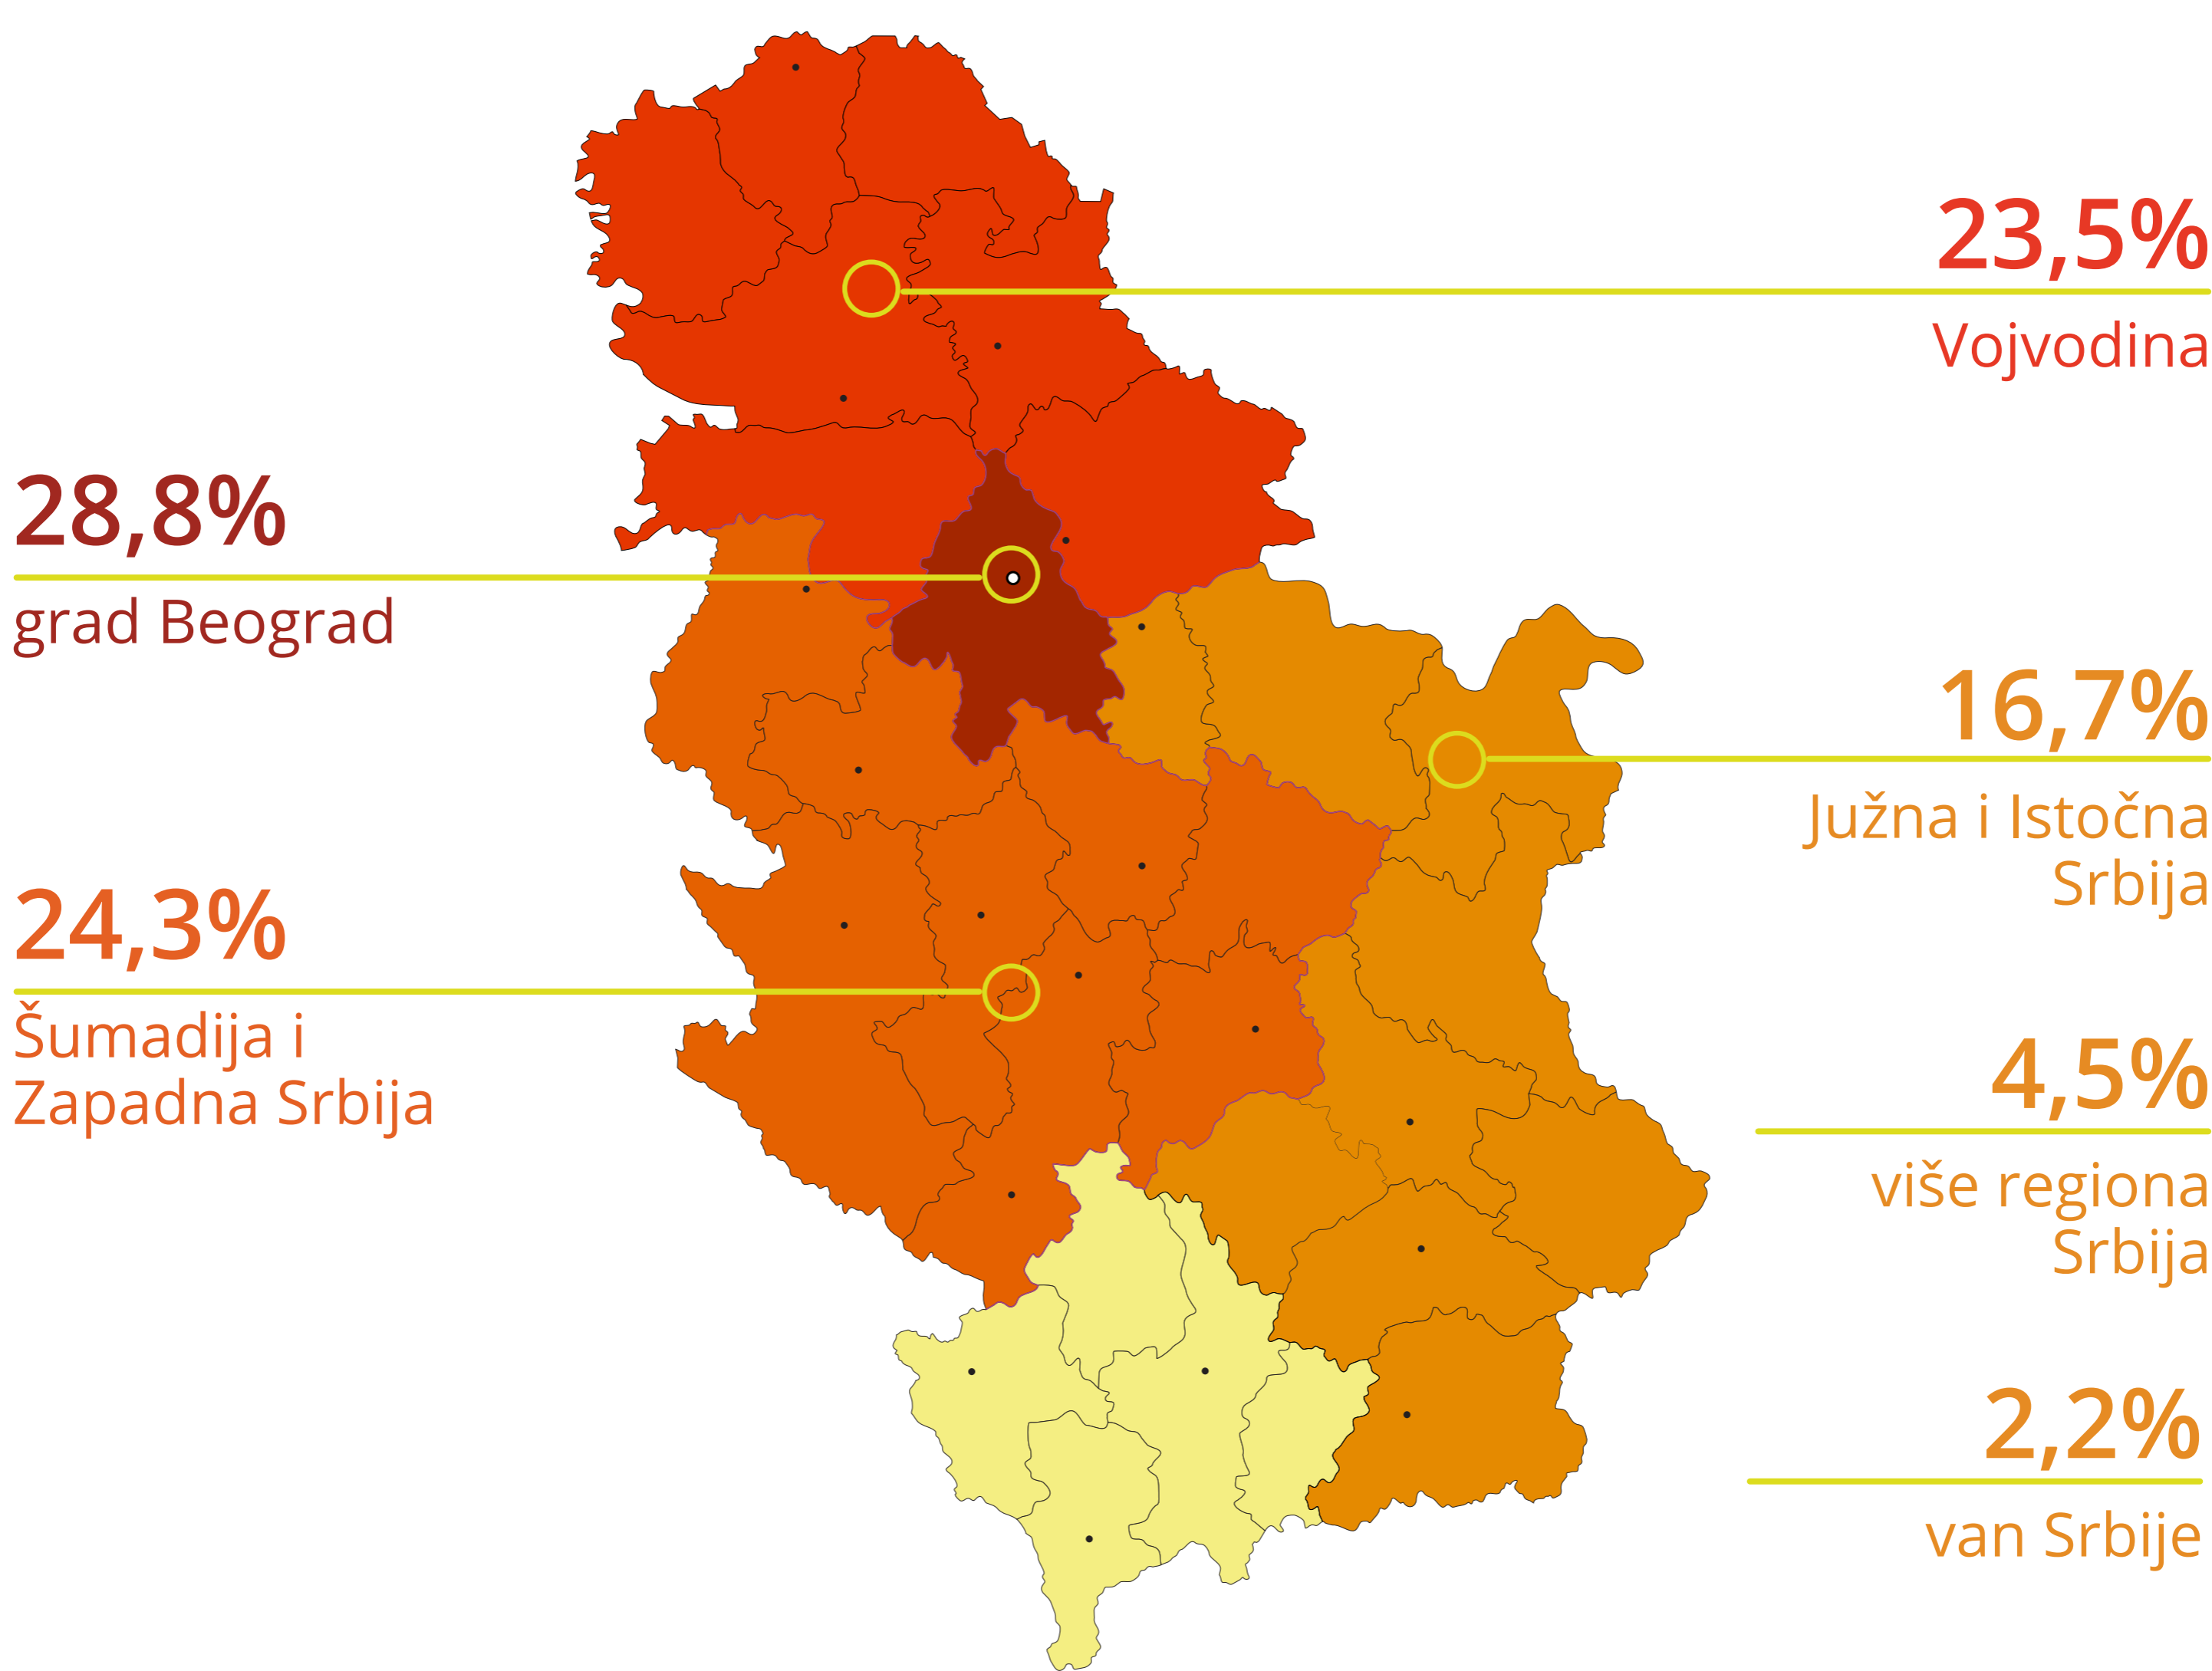 28,8%
grad Beograd
24,3%
Šumadija i
Zapadna Srbija
23,5%
Vojvodina
16,7%
Južna i Istočna
Srbija
4,5%
više regiona
Srbija
2,2%
van Srbije